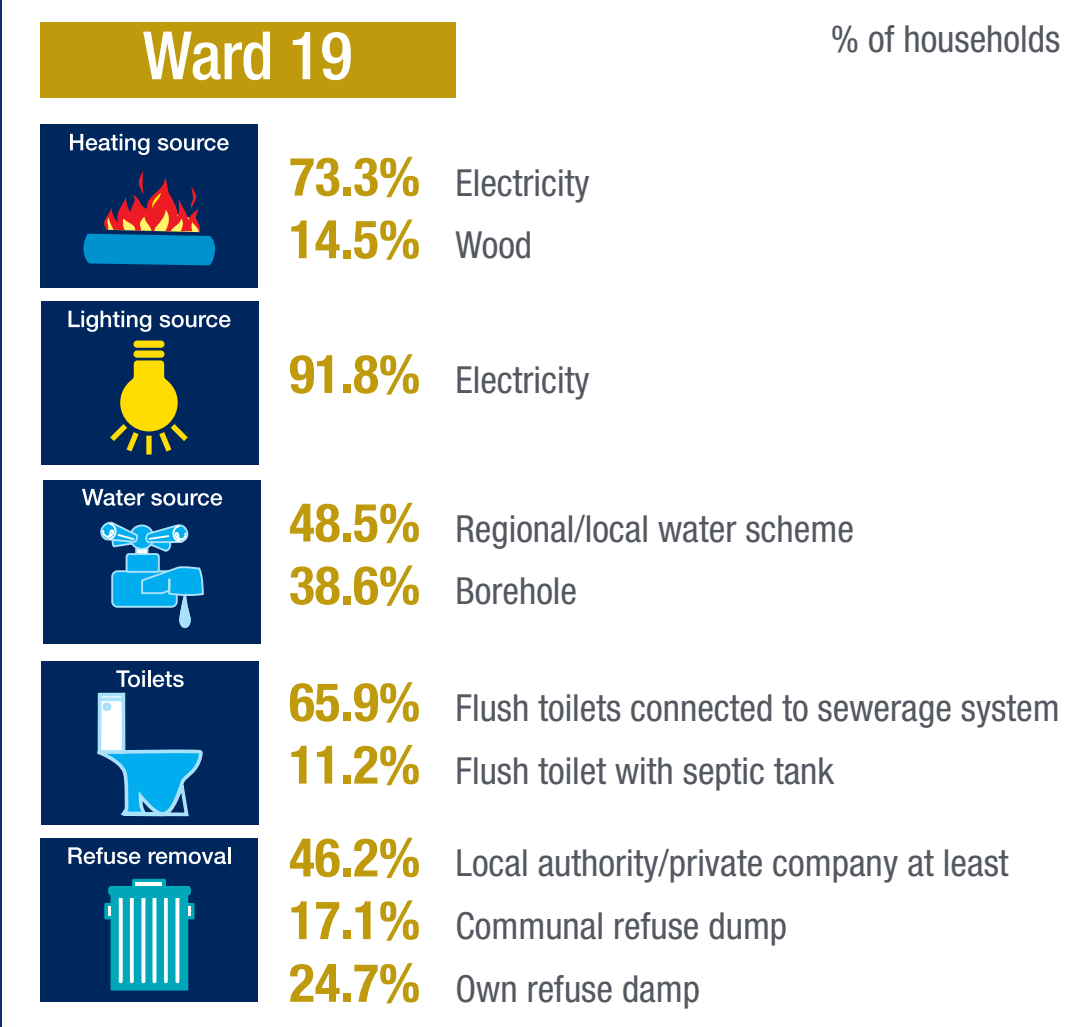 Ward 19
% of households
Heating source
73.3% Electricity
14.5% Wood
Lighting source
91.8% Electricity
Water source
48.5% Regional/local water scheme
38.6% Borehole
Toilets
65.9% Flush toilets connected to sewerage system
11.2% Flush toilet with septic tank
Refuse removal
46.2% Local authority/private company at least
17.1% Communal refuse dump
24.7% Own refuse damp